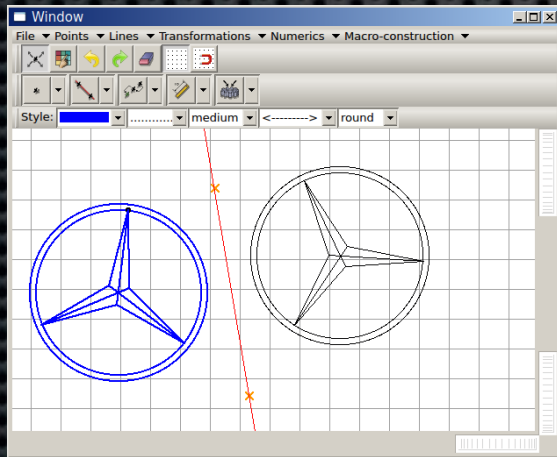 Window
File Points Lines Transformations Numerics Macro-construction
Style: ............ medium <---------> round